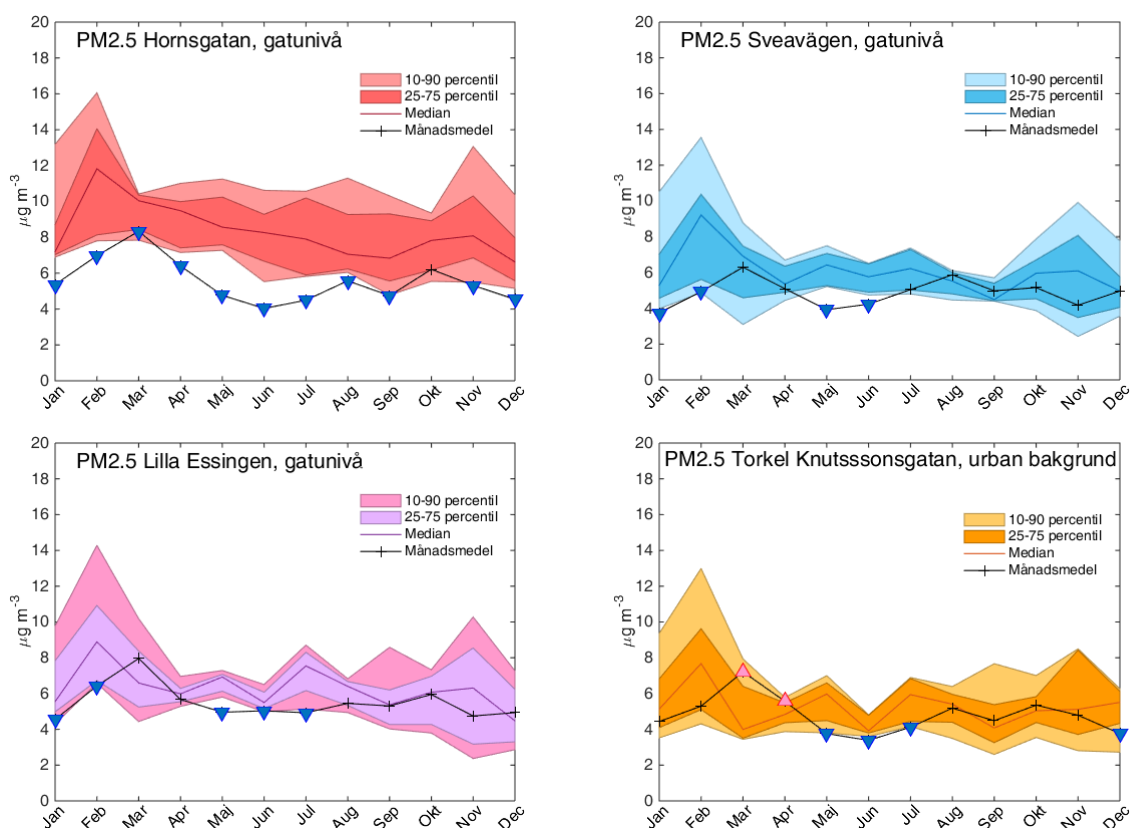 PM2.5 Hornsgatan, gatunivå
10-90 percentil
25-75 percentil
Median
Månadsmedel
μg m-3
20
18
16
14
12
10
8
6
4
2
0
Jan Feb Mar Apr Maj Jun Jul Aug Sep Okt Nov Dec
PM2.5 Sveavägen, gatunivå
10-90 percentil
25-75 percentil
Median
Månadsmedel
μg m-3
20
18
16
14
12
10
8
6
4
2
0
Jan Feb Mar Apr Maj Jun Jul Aug Sep Okt Nov Dec
PM2.5 Lilla Essingen, gatunivå
10-90 percentil
25-75 percentil
Median
Månadsmedel
μg m-3
20
18
16
14
12
10
8
6
4
2
0
Jan Feb Mar Apr Maj Jun Jul Aug Sep Okt Nov Dec
PM2.5 Torkel Knutsssonsgatan, urban bakgrund
10-90 percentil
25-75 percentil
Median
Månadsmedel
μg m-3
20
18
16
14
12
10
8
6
4
2
0
Jan Feb Mar Apr Maj Jun Jul Aug Sep Okt Nov Dec